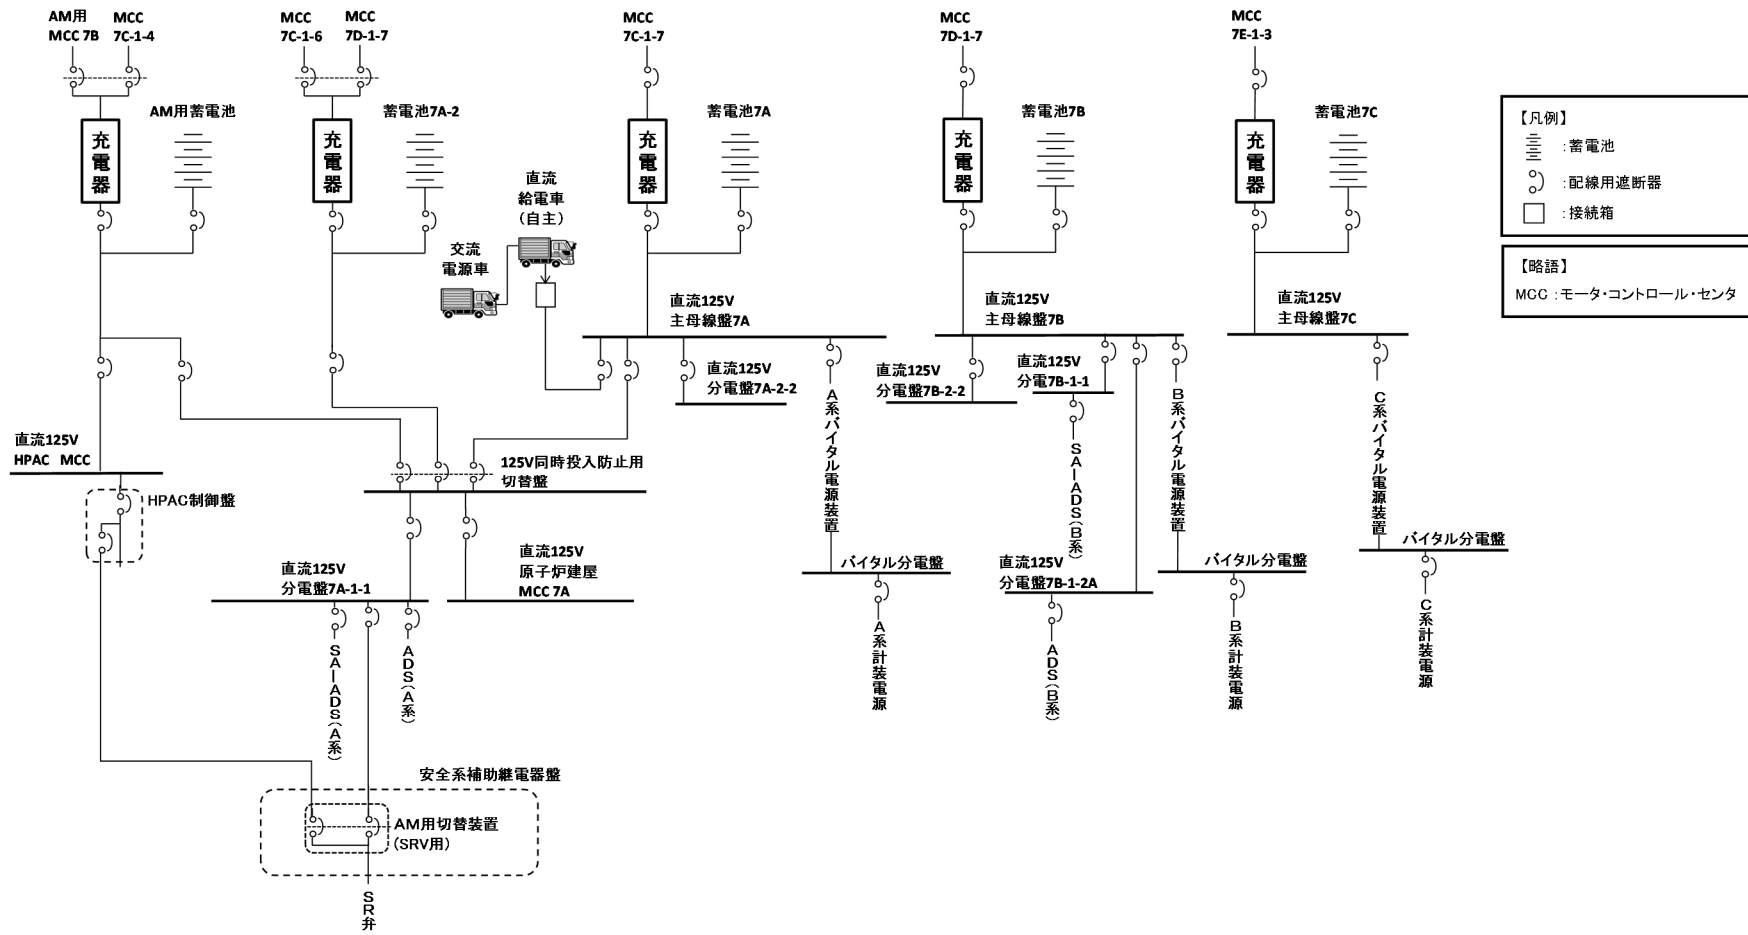 AM用
MCC 7B
MCC
7C-1-4
MCC
7C-1-6
MCC
7D-1-7
MCC
7C-1-7
MCC
7D-1-7
MCC
7E-1-3
充電器
AM用蓄電池
充電器
蓄電池7A-2
充電器
蓄電池7A
充電器
蓄電池7B
充電器
蓄電池7C
【凡例】
:蓄電池
:配線用遮断器
:接続箱
【略語】
MCC :モータ・コントロール・センタ
直流
給電車
(自主)
交流
電源車
直流125V
主母線盤7A
直流125V
主母線盤7B
直流125V
主母線盤7C
直流125V
分電盤7A-2-2
直流125V
分電盤7B-2-2
直流125V
分電7B-1-1
A系バイタル電源装置
SA-ADS(B系)
B系バイタル電源装置
C系バイタル電源装置
直流125V
HPAC MCC
125V同時投入防止用
切替盤
HPAC制御盤
直流125V
分電盤7A-1-1
直流125V
原子炉建屋
MCC 7A
バイタル分電盤
直流125V
分電盤7B-1-2A
バイタル分電盤
バイタル分電盤
SA-ADS(A系)
ADS(A系)
A系計装電源
ADS(B系)
B系計装電源
C系計装電源
安全系補助継電器盤
AM用切替装置
(SRV用)
SR弁